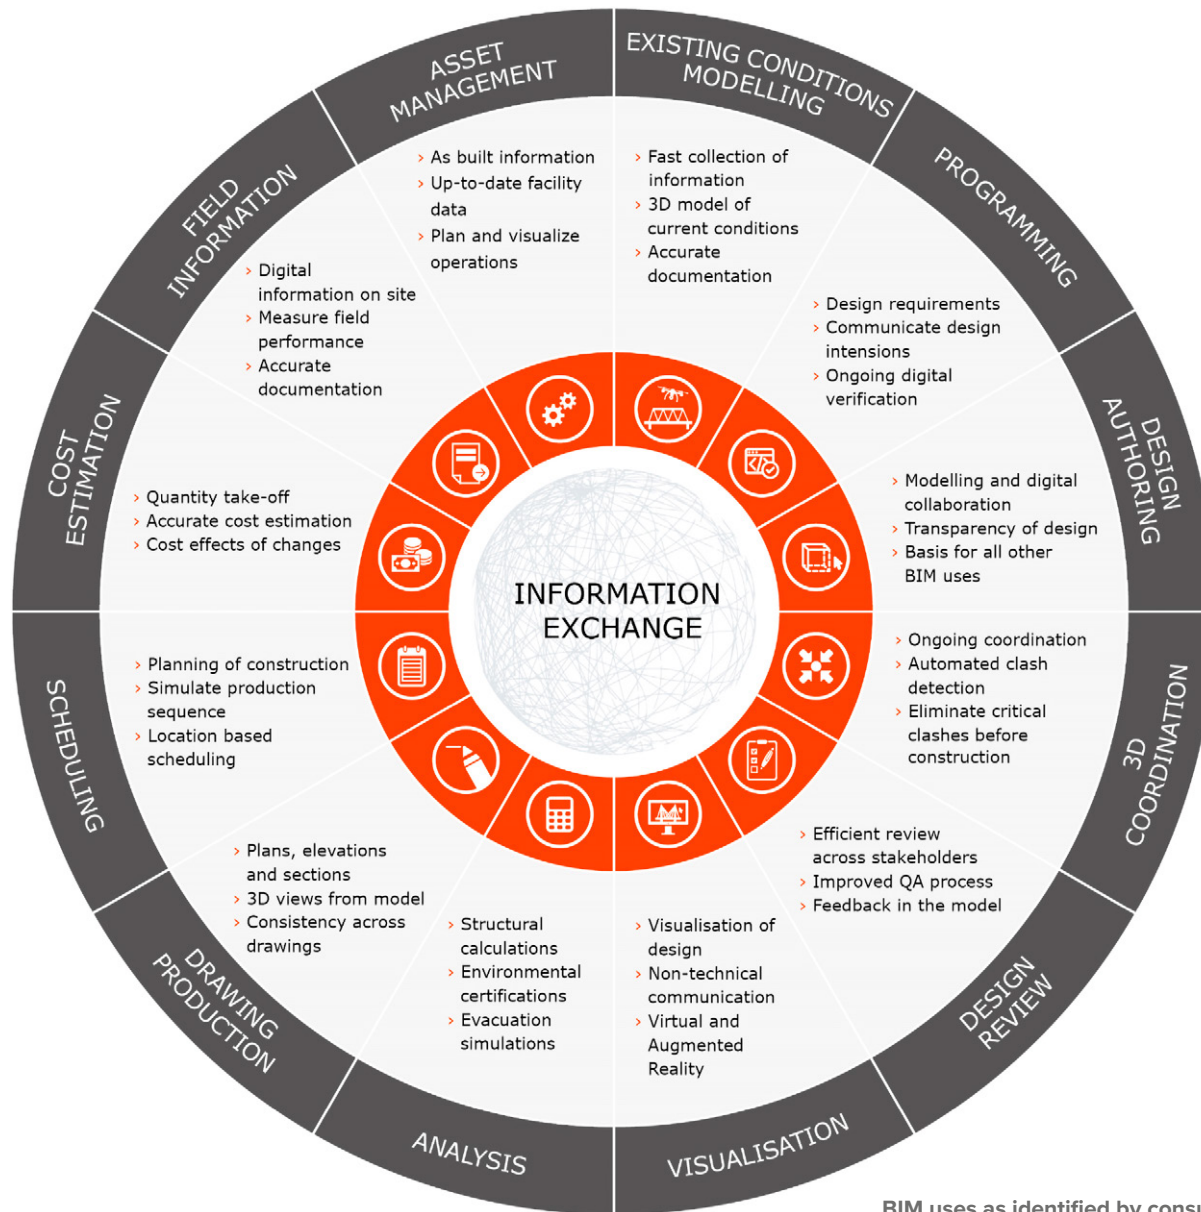 EXISTING CONDITIONS
MODELLING
› Fast collection of
information
› 3D model of
current conditions
› Accurate
documentation
PROGRAMMING
› Design requirements
› Communicate design
intensions
› Ongoing digital
verification
DESIGN
AUTHORING
› Modelling and digital
collaboration
› Transparency of design
› Basis for all other
BIM uses
3D
COORDINATION
› Ongoing coordination
› Automated clash
detection
› Eliminate critical
clashes before
construction
DESIGN
REVIEW
› Efficient review
across stakeholders
› Improved QA process
› Feedback in the model
VISUALISATION
› Visualisation of
design
› Non-technical
communication
› Virtual and
Augmented
Reality
ANALYSIS
› Structural
calculations
› Environmental
certifications
› Evacuation
simulations
DRAWING
PRODUCTION
› Plans, elevations
and sections
› 3D views from model
› Consistency across
drawings
SCHEDULING
› Planning of construction
› Simulate production
sequence
› Location based
scheduling
COST
ESTIMATION
› Quantity take-off
› Accurate cost estimation
› Cost effects of changes
FIELD
INFORMATION
› Digital
information on site
› Measure field
performance
› Accurate
documentation
ASSET
MANAGEMENT
› As built information
› Up-to-date facility
data
› Plan and visualize
operations
INFORMATION
EXCHANGE
BIM uses as identified by